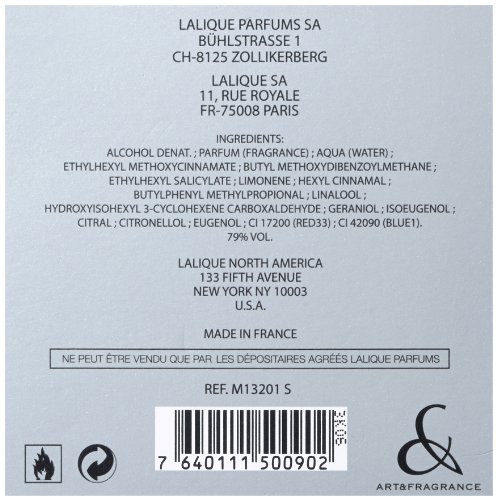 LALIQUE PARFUMS SA
BÜHLSTRASSE 1
CH-8125 ZOLLIKERBERG
LALIQUE SA
11, RUE ROYALE
FR-75008 PARIS
INGREDIENTS:
ALCOHOL DENAT. ; PARFUM (FRAGRANCE) ; AQUA (WATER) ;
ETHYLHEXYL METHOXYCINNAMATE ; BUTYL METHOXYDIBENZOYLMETHANE ;
ETHYLHEXYL SALICYLATE ; LIMONENE ; HEXYL CINNAMAL ;
BUTYLPHENYL METHYLPROPIONAL ; LINALOOL ;
HYDROXYISOHEXYL 3-CYCLOHEXENE CARBOXALDEHYDE ; GERANIOL ; ISOEUGENOL ;
CITRAL ; CITRONELLOL ; EUGENOL ; CI 17200 (RED33) ; CI 42090 (BLUE1).
79% VOL.
LALIQUE NORTH AMERICA
133 FIFTH AVENUE
NEW YORK NY 10003
U.S.A.
MADE IN FRANCE
NE PEUT ÊTRE VENDU QUE PAR LES DÉPOSITAIRES AGRÉÉS LALIQUE PARFUMS
REF. M13201 S
3K06
7 640111 500902
&
ART&FRAGRANCE